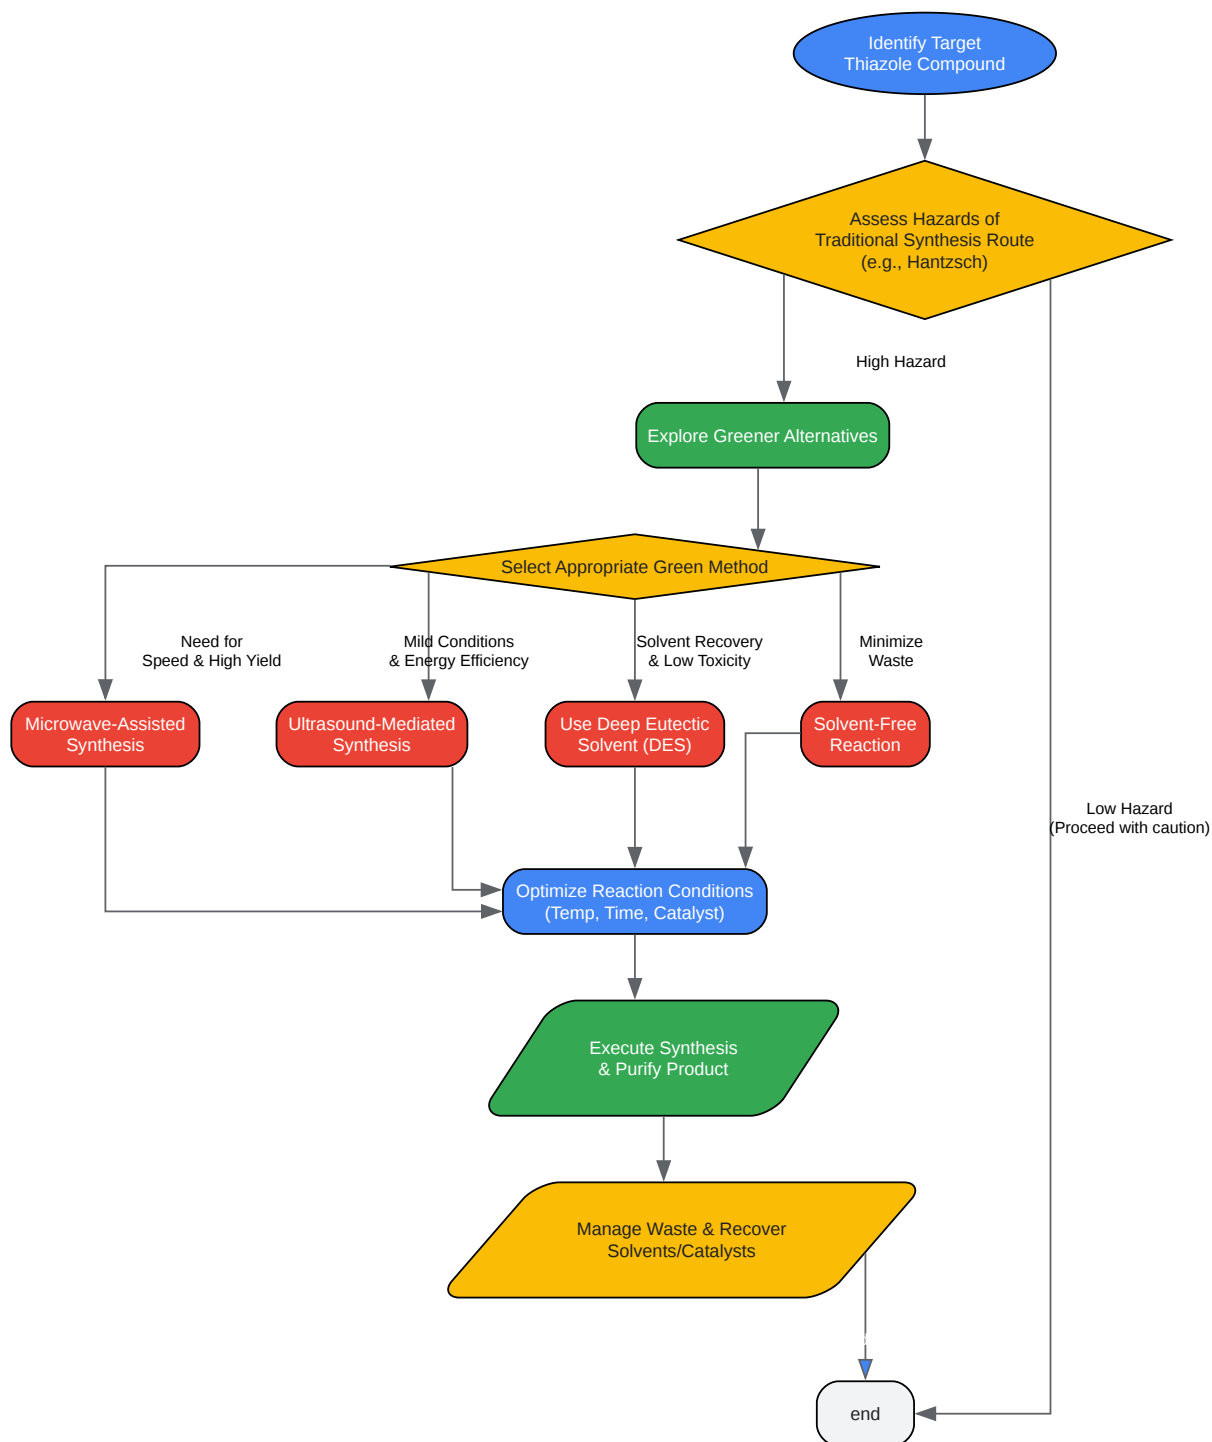 Identify Target
Thiazole Compound
Assess Hazards of
Traditional Synthesis Route
(e.g., Hantzsch)
High Hazard
Explore Greener Alternatives
Select Appropriate Green Method
Need for
Speed & High Yield
Mild Conditions
& Energy Efficiency
Solvent Recovery
& Low Toxicity
Minimize
Waste
Microwave-Assisted
Synthesis
Ultrasound-Mediated
Synthesis
Use Deep Eutectic
Solvent (DES)
Solvent-Free
Reaction
Low Hazard
(Proceed with caution)
Optimize Reaction Conditions
(Temp, Time, Catalyst)
Execute Synthesis
& Purify Product
Manage Waste & Recover
Solvents/Catalysts
end